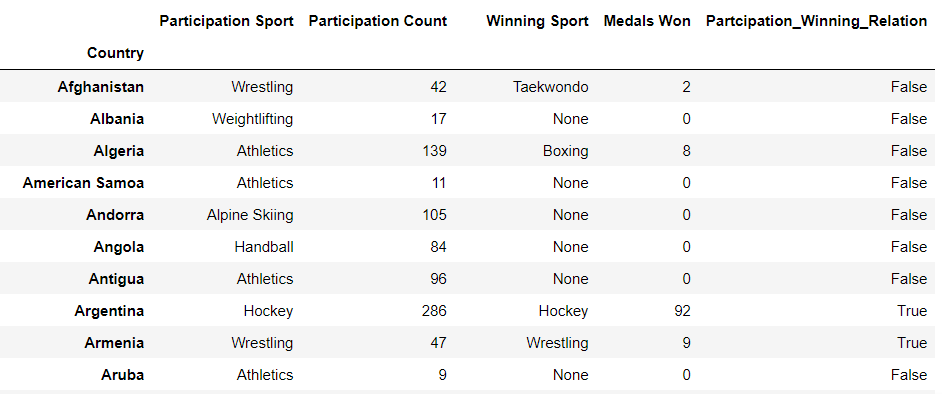 Participation Sport Participation Count Winning Sport Medals Won Partcipation_Winning_Relation
Country
Afghanistan Wrestling 42 Taekwondo 2 False
Albania Weightlifting 17 None 0 False
Algeria Athletics 139 Boxing 8 False
American Samoa Athletics 11 None 0 False
Andorra Alpine Skiing 105 None 0 False
Angola Handball 84 None 0 False
Antigua Athletics 96 None 0 False
Argentina Hockey 286 Hockey 92 True
Armenia Wrestling 47 Wrestling 9 True
Aruba Athletics 9 None 0 False